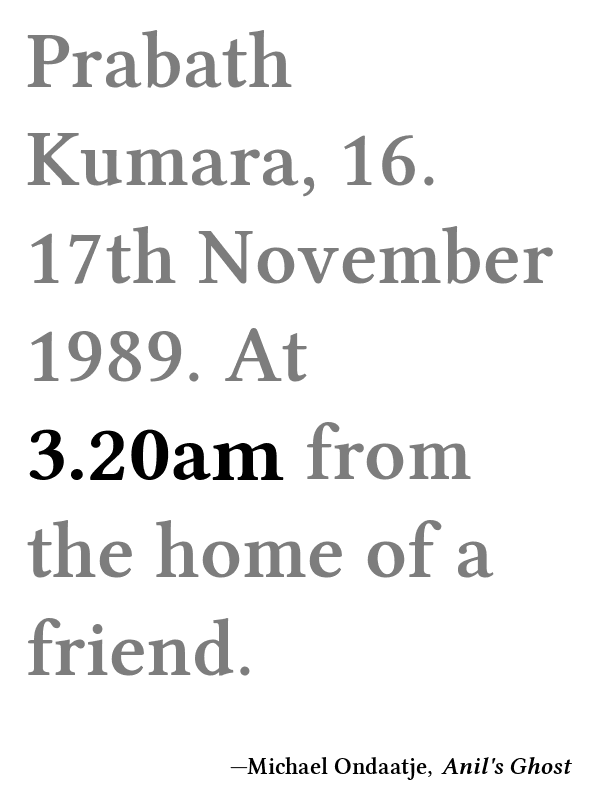 Prabath
Kumara, 16.
17th November
1989. At
3.20am from
the home of a
friend.
—Michael Ondaatje, Anil's Ghost